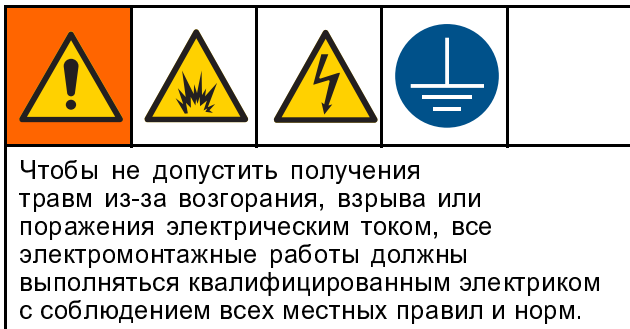 Чтобы не допустить получения
травм из-за возгорания, взрыва или
поражения электрическим током, все
электромонтажные работы должны
выполняться квалифицированным электриком
с соблюдением всех местных правил и норм.